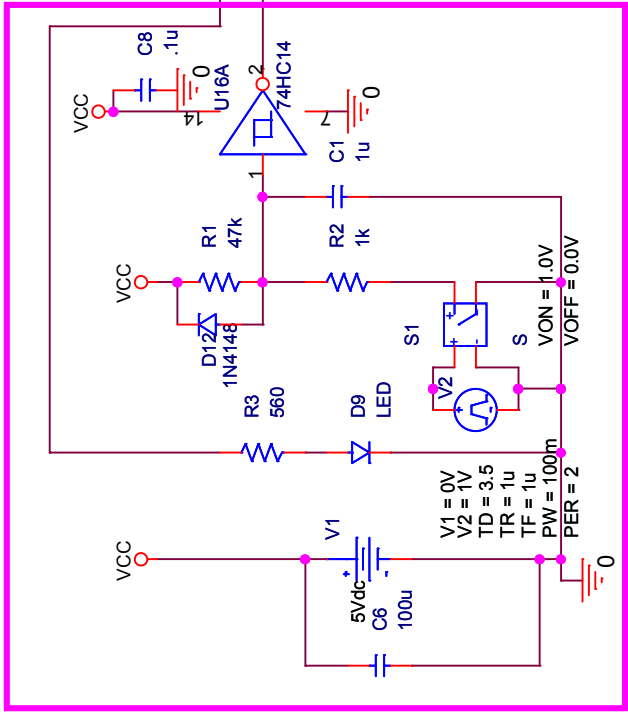 C8
.1u
VCC
0
U16A
14
2
74HC14
7
0
C1
1u
1
R1
47k
R2
1k
VCC
D12
1N4148
S1
S
VON = 1.0V
VOFF = 0.0V
V2
R3
560
D9
LED
V1 = 0V
V2 = 1V
TD = 3.5
TR = 1u
TF = 1u
PW = 100m
PER = 2
VCC
V1
5Vdc
C6
100u
0